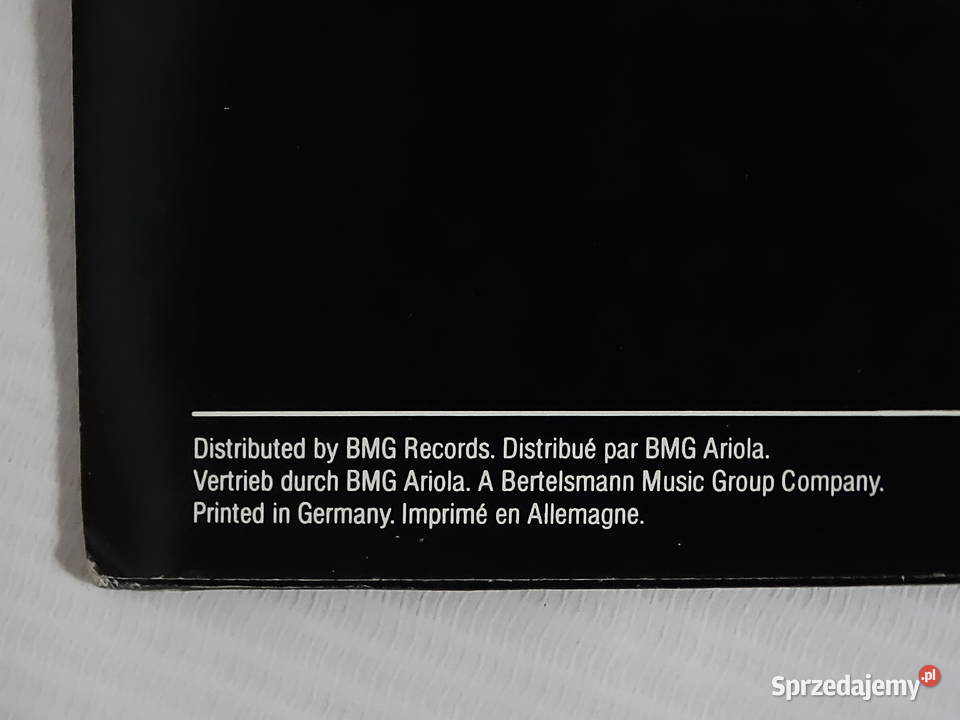 Distributed by BMG Records. Distribué par BMG Ariola.
Vertrieb durch BMG Ariola. A Bertelsmann Music Group Company.
Printed in Germany. Imprimé en Allemagne.
Sprzedajemy.pl